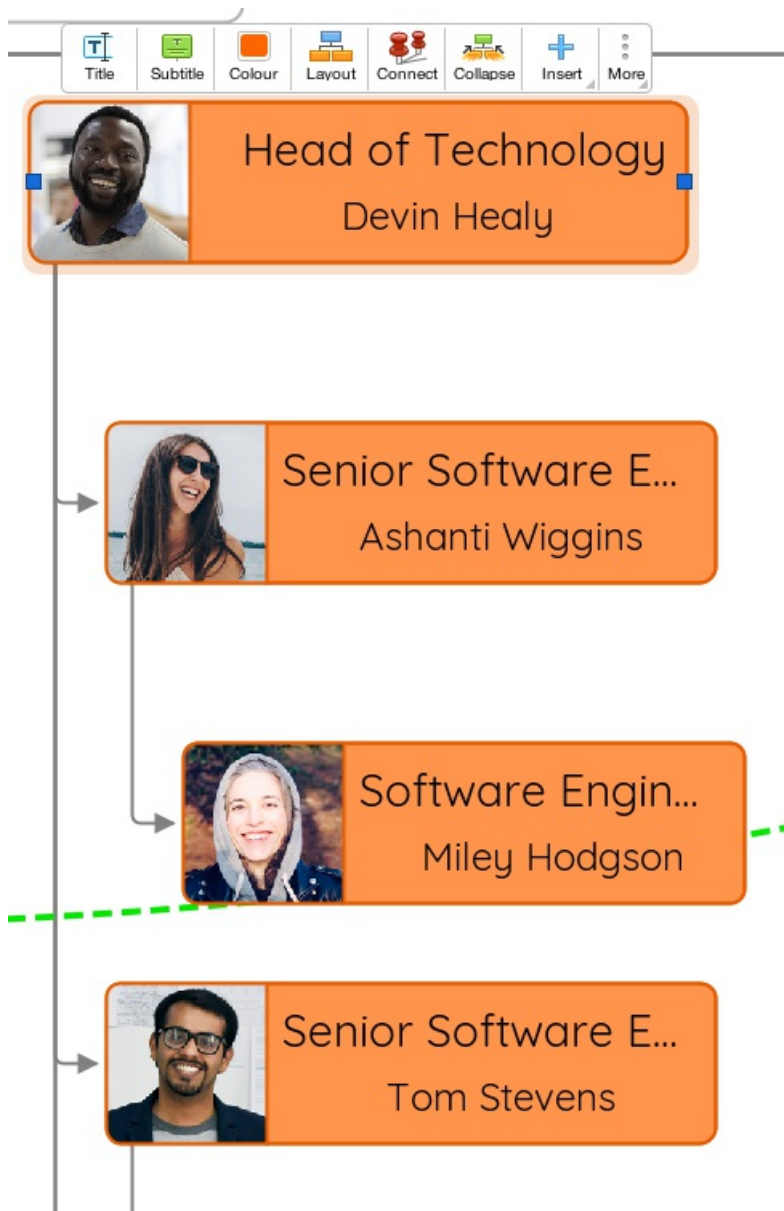 Title Subtitle Colour Layout Connect Collapse Insert More
Head of Technology
Devin Healy
Senior Software E...
Ashanti Wiggins
Software Engin...
Miley Hodgson
Senior Software E...
Tom Stevens